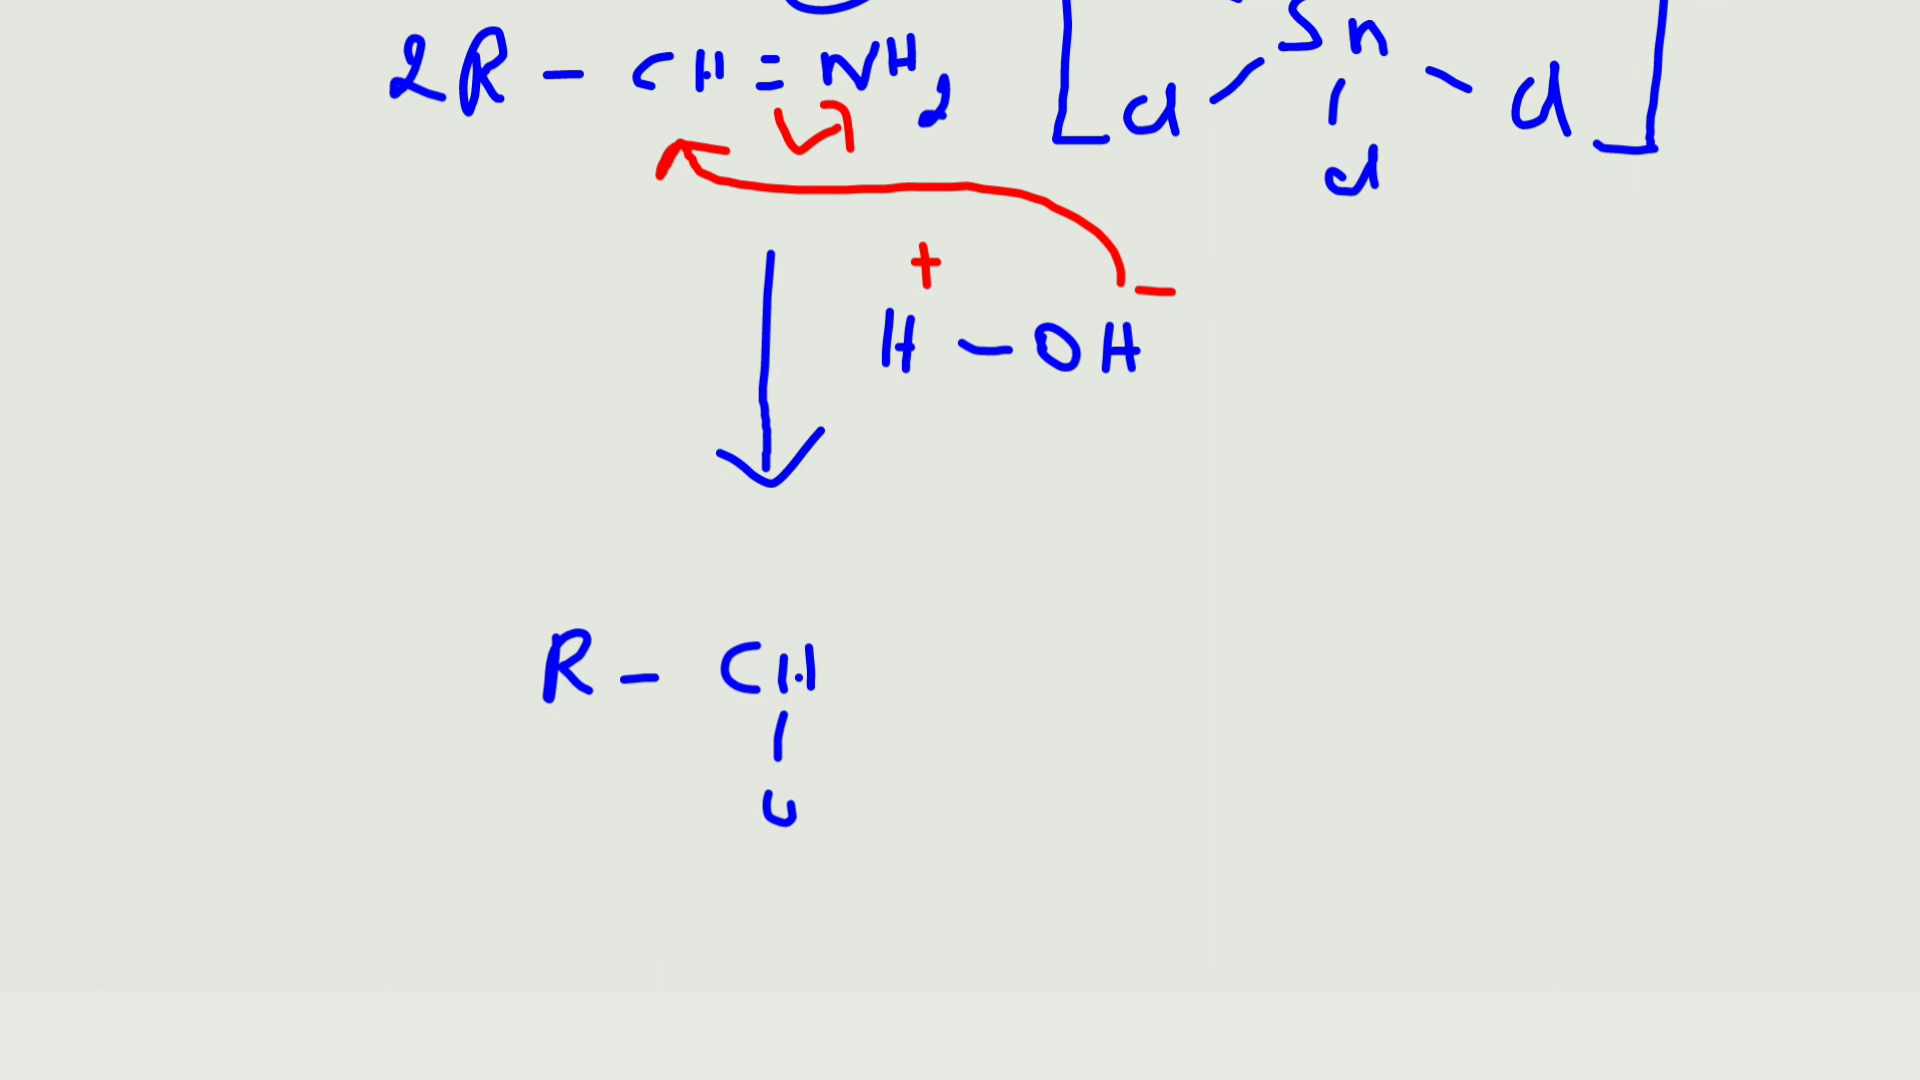 2R - CH = NH2 [ Sn
Cl Cl ]
Cl
+ -
H - OH
R - CH